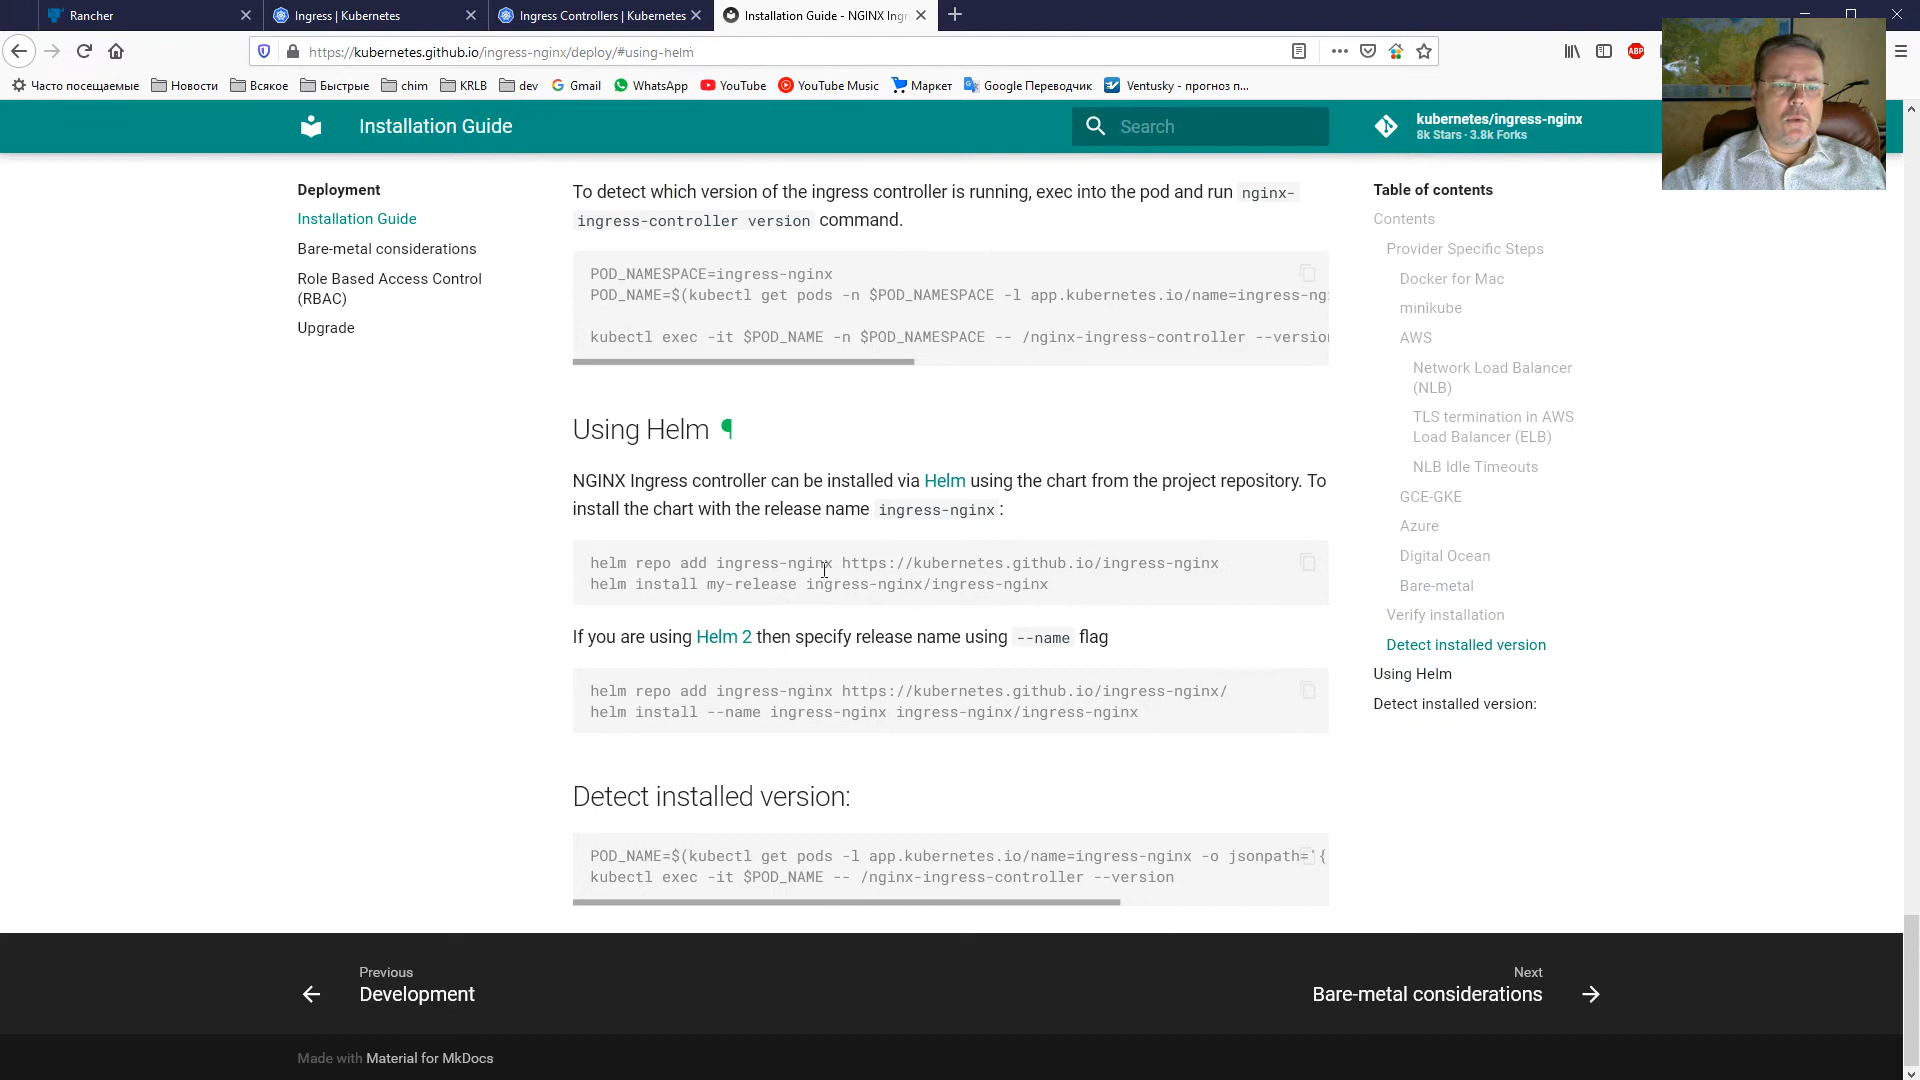 Rancher
Ingress | Kubernetes
Ingress Controllers | Kubernetes
Installation Guide - NGINX Ing
https://kubernetes.github.io/ingress-nginx/deploy/#using-helm
ABP
Часто посещаемые
Новости
Всякое
Быстрые
chim
KRLB
dev
Gmail
WhatsApp
YouTube
YouTube Music
Маркет
Google Переводчик
Ventusky - прогноз п...
Installation Guide
Search
kubernetes/ingress-nginx
8k Stars · 3.8k Forks
Deployment
Installation Guide
Bare-metal considerations
Role Based Access Control
(RBAC)
Upgrade
To detect which version of the ingress controller is running, exec into the pod and run nginx-
ingress-controller version command.
POD_NAMESPACE=ingress-nginx
POD_NAME=$(kubectl get pods -n $POD_NAMESPACE -l app.kubernetes.io/name=ingress-ng
kubectl exec -it $POD_NAME -n $POD_NAMESPACE -- /nginx-ingress-controller --version
Using Helm ¶
NGINX Ingress controller can be installed via Helm using the chart from the project repository. To
install the chart with the release name ingress-nginx:
helm repo add ingress-nginx https://kubernetes.github.io/ingress-nginx
helm install my-release ingress-nginx/ingress-nginx
If you are using Helm 2 then specify release name using --name flag
helm repo add ingress-nginx https://kubernetes.github.io/ingress-nginx/
helm install --name ingress-nginx ingress-nginx/ingress-nginx
Detect installed version:
POD_NAME=$(kubectl get pods -l app.kubernetes.io/name=ingress-nginx -o jsonpath='{
kubectl exec -it $POD_NAME -- /nginx-ingress-controller --version
Table of contents
Contents
Provider Specific Steps
Docker for Mac
minikube
AWS
Network Load Balancer
(NLB)
TLS termination in AWS
Load Balancer (ELB)
NLB Idle Timeouts
GCE-GKE
Azure
Digital Ocean
Bare-metal
Verify installation
Detect installed version
Using Helm
Detect installed version:
Previous
Development
Next
Bare-metal considerations
Made with Material for MkDocs